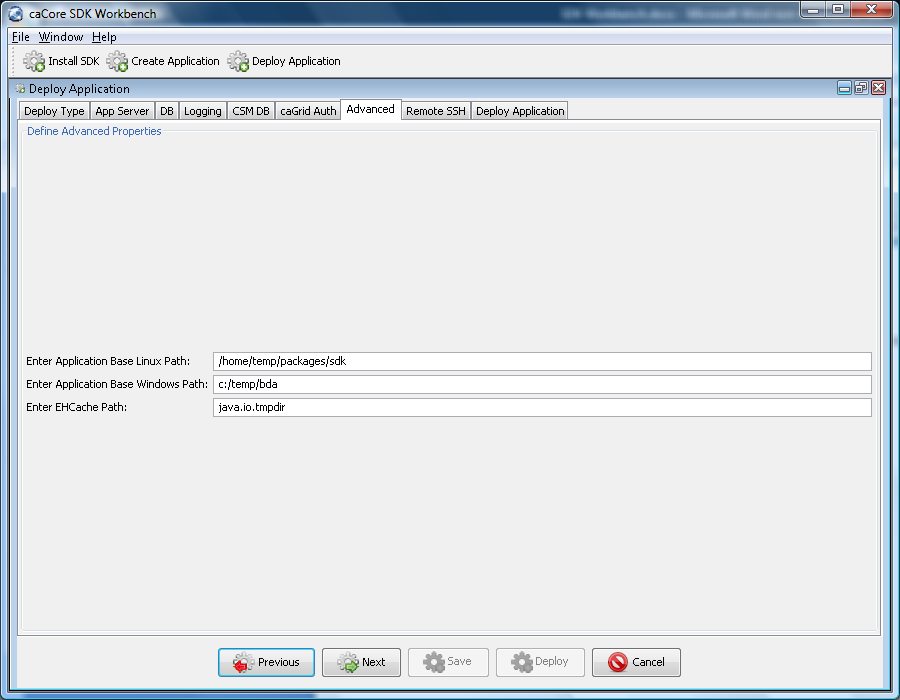 caCore SDK Workbench
File Window Help
Install SDK Create Application Deploy Application
Deploy Application
Deploy Type App Server DB Logging CSM DB caGrid Auth Advanced Remote SSH Deploy Application
Define Advanced Properties
Enter Application Base Linux Path: /home/temp/packages/sdk
Enter Application Base Windows Path: c:/temp/bda
Enter EHCache Path: java.io.tmpdir
Previous Next Save Deploy Cancel